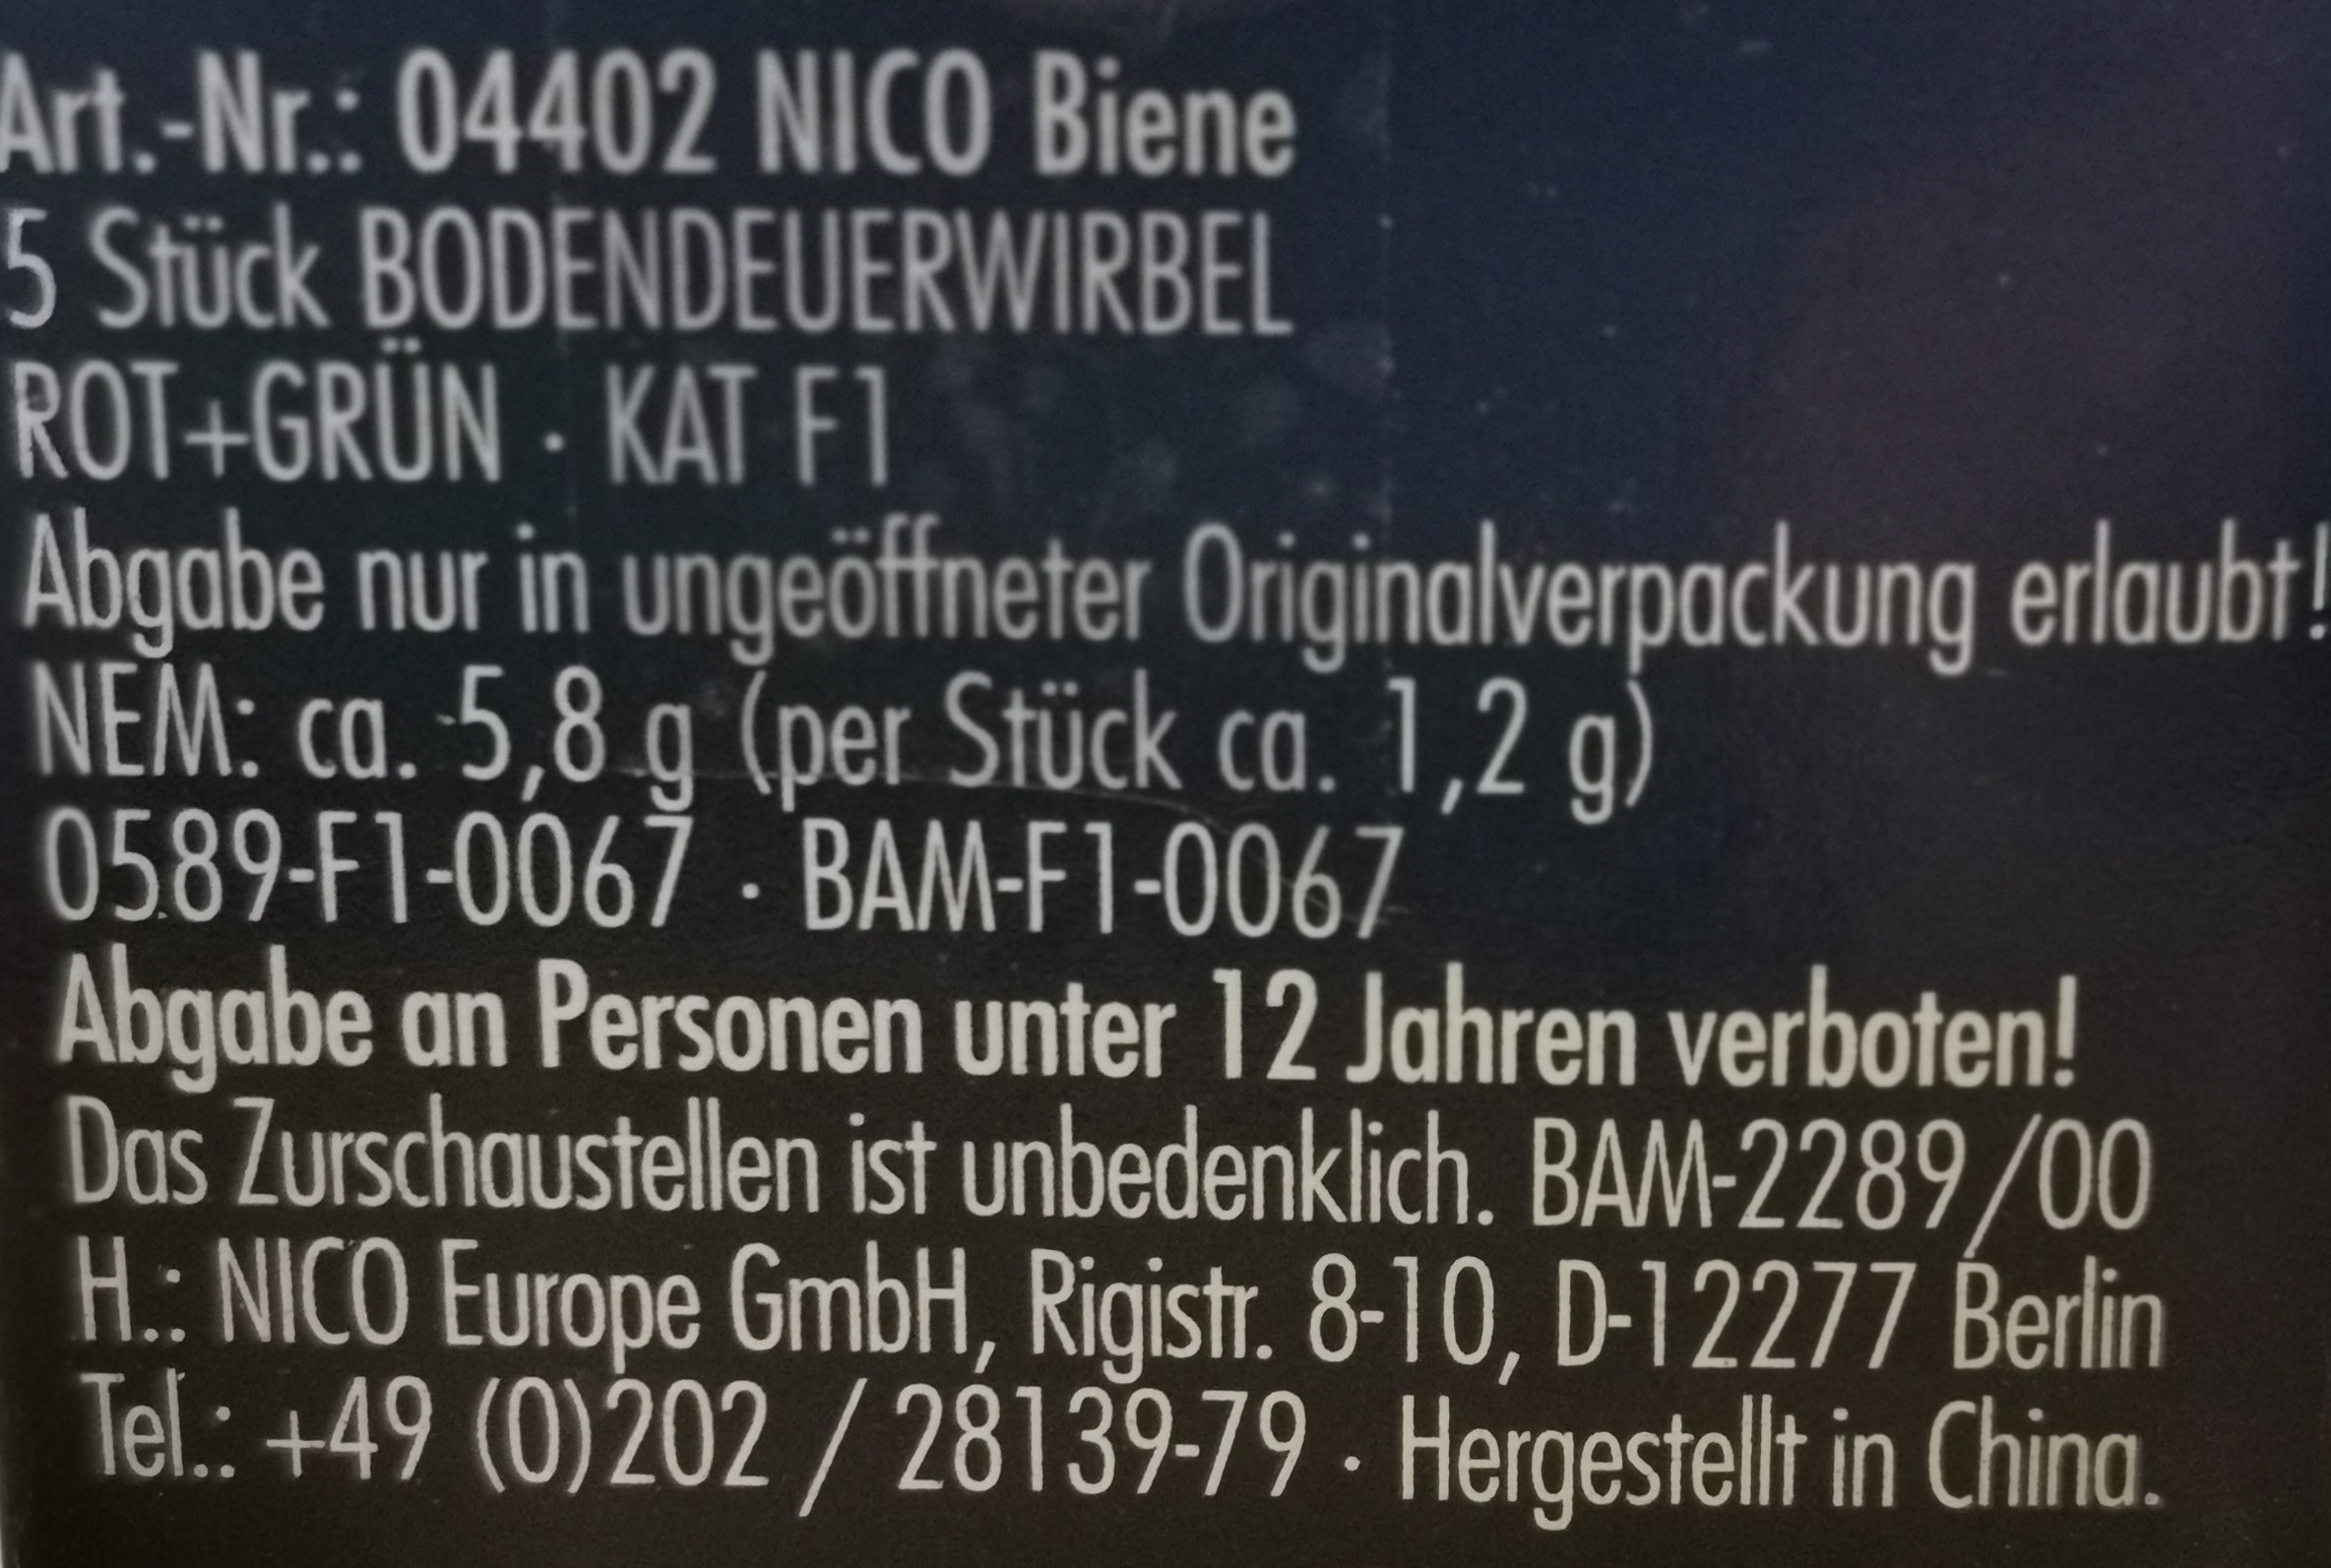 Art.-Nr.: 04402 NICO Biene
5 Stück BODENDEUERWIRBEL
ROT+GRÜN · KAT F1
Abgabe nur in ungeöffneter Originalverpackung erlaubt!
NEM: ca. 5,8 g (per Stück ca. 1,2 g)
0589-F1-0067 · BAM-F1-0067
Abgabe an Personen unter 12 Jahren verboten!
Das Zurschaustellen ist unbedenklich. BAM-2289/00
H.: NICO Europe GmbH, Rigistr. 8-10, D-12277 Berlin
Tel.: +49 (0)202 / 28139-79 · Hergestellt in China.